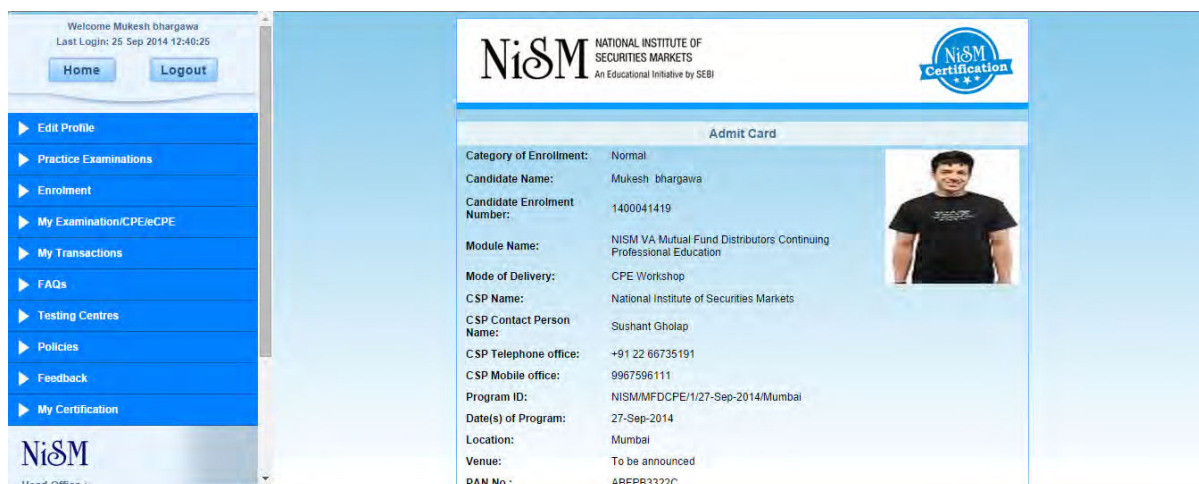 Welcome Mukesh bhargawa
Last Login: 25 Sep 2014 12:40:25
Home Logout
Edit Profile
Practice Examinations
Enrolment
My Examination/CPE/eCPE
My Transactions
FAQs
Testing Centres
Policies
Feedback
My Certification
NiSM
Head Office :
NiSM
NATIONAL INSTITUTE OF
SECURITIES MARKETS
An Educational Initiative by SEBI
NiSM
Certification
Admit Card
Category of Enrollment: Normal
Candidate Name: Mukesh bhargawa
Candidate Enrolment
Number: 1400041419
Module Name: NISM VA Mutual Fund Distributors Continuing
Professional Education
Mode of Delivery: CPE Workshop
CSP Name: National Institute of Securities Markets
CSP Contact Person
Name: Sushant Gholap
CSP Telephone office: +91 22 66735191
CSP Mobile office: 9967596111
Program ID: NISM/MFDCPE/1/27-Sep-2014/Mumbai
Date(s) of Program: 27-Sep-2014
Location: Mumbai
Venue: To be announced
PAN No.: ABFPB3322C